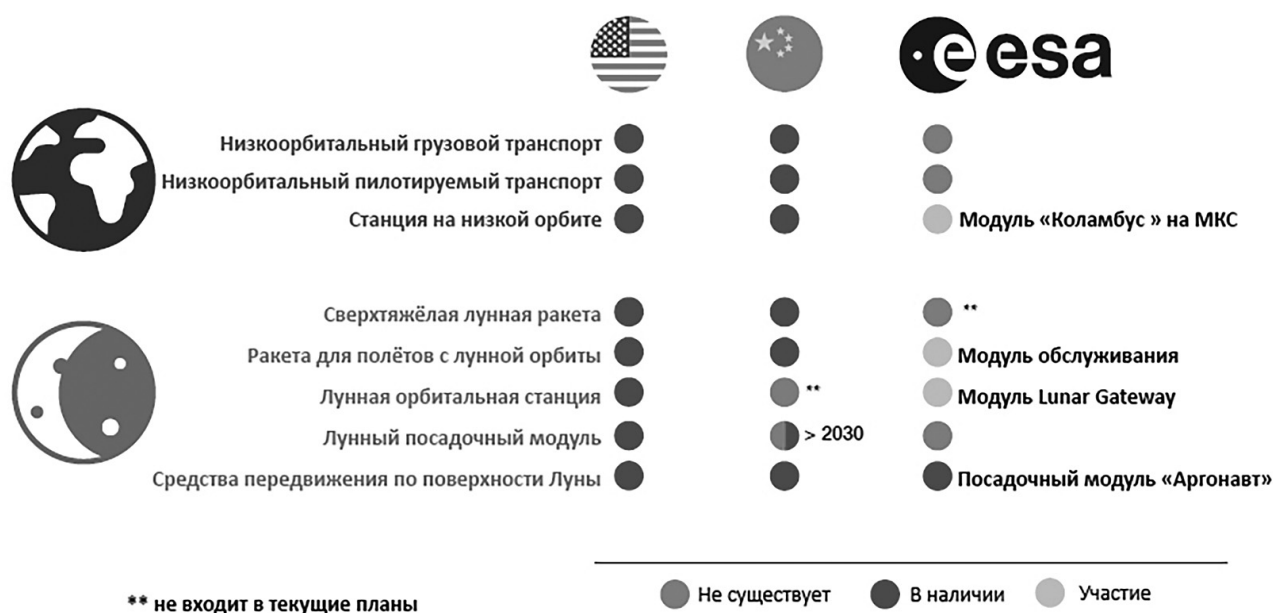 esa
Низкоорбитальный грузовой транспорт
Низкоорбитальный пилотируемый транспорт
Станция на низкой орбите
Модуль «Коламбус » на МКС
Сверхтяжёлая лунная ракета
**
Ракета для полётов с лунной орбиты
Модуль обслуживания
Лунная орбитальная станция
**
Модуль Lunar Gateway
Лунный посадочный модуль
> 2030
Средства передвижения по поверхности Луны
Посадочный модуль «Аргонавт»
Не существует
В наличии
Участие
** не входит в текущие планы